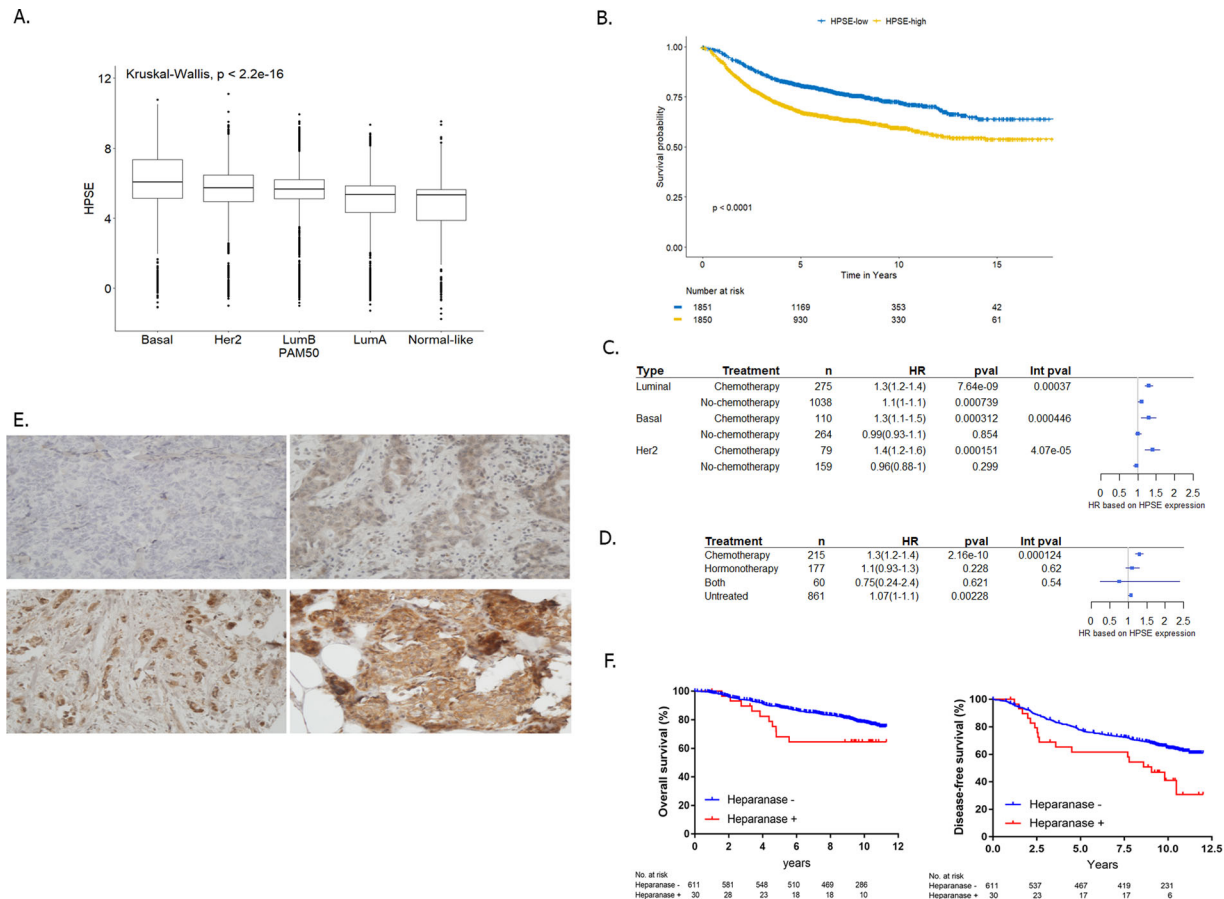 A.
Kruskal-Wallis, p < 2.2e-16
12
8
4
0
HPSE
Basal Her2 LumB LumA Normal-like
PAM50
B.
HPSE-low HPSE-high
1.00
0.75
0.50
0.25
0.00
Survival probability
p < 0.0001
0 5 10 15
Time in Years
Number at risk
1851 1169 353 42
1850 930 330 61
C.
Type Treatment n HR pval Int pval
Luminal Chemotherapy 275 1.3(1.2-1.4) 7.64e-09 0.00037
No-chemotherapy 1038 1.1(1-1.1) 0.000739
Basal Chemotherapy 110 1.3(1.1-1.5) 0.000312 0.000446
No-chemotherapy 264 0.99(0.93-1.1) 0.854
Her2 Chemotherapy 79 1.4(1.2-1.6) 0.000151 4.07e-05
No-chemotherapy 159 0.96(0.88-1) 0.299
0 0.5 1 1.5 2 2.5
HR based on HPSE expression
D.
Treatment n HR pval Int pval
Chemotherapy 215 1.3(1.2-1.4) 2.16e-10 0.000124
Hormonotherapy 177 1.1(0.93-1.3) 0.228 0.62
Both 60 0.75(0.24-2.4) 0.621 0.54
Untreated 861 1.07(1-1.1) 0.00228
0 0.5 1 1.5 2 2.5
HR based on HPSE expression
E.
F.
100
80
60
40
20
0
Overall survival (%)
Heparanase -
Heparanase +
0 2 4 6 8 10 12
years
No. at risk
Heparanase - 611 581 548 510 469 286
Heparanase + 30 28 23 18 18 10
100
80
60
40
20
0
Disease-free survival (%)
Heparanase -
Heparanase +
0.0 2.5 5.0 7.5 10.0 12.5
Years
No. at risk
Heparanase - 611 537 467 419 231
Heparanase + 30 23 17 17 6